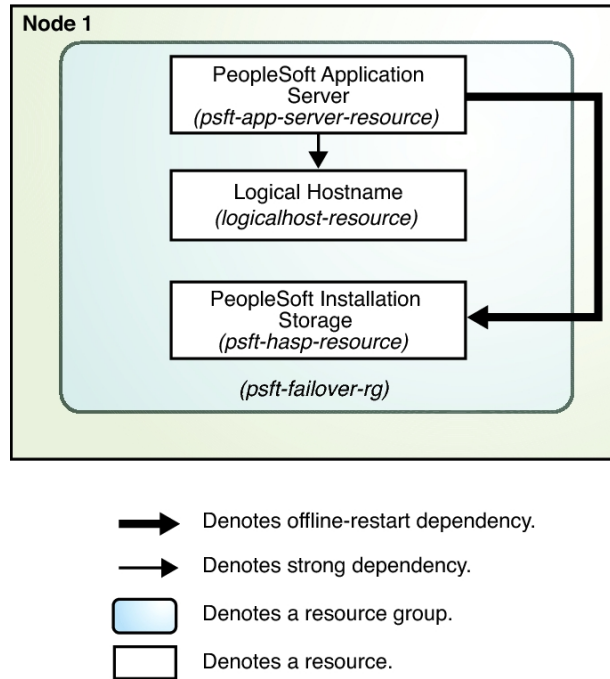 Node 1
PeopleSoft Application
Server
(psft-app-server-resource)
Logical Hostname
(logicalhost-resource)
PeopleSoft Installation
Storage
(psft-hasp-resource)
(psft-failover-rg)
Denotes offline-restart dependency.
Denotes strong dependency.
Denotes a resource group.
Denotes a resource.